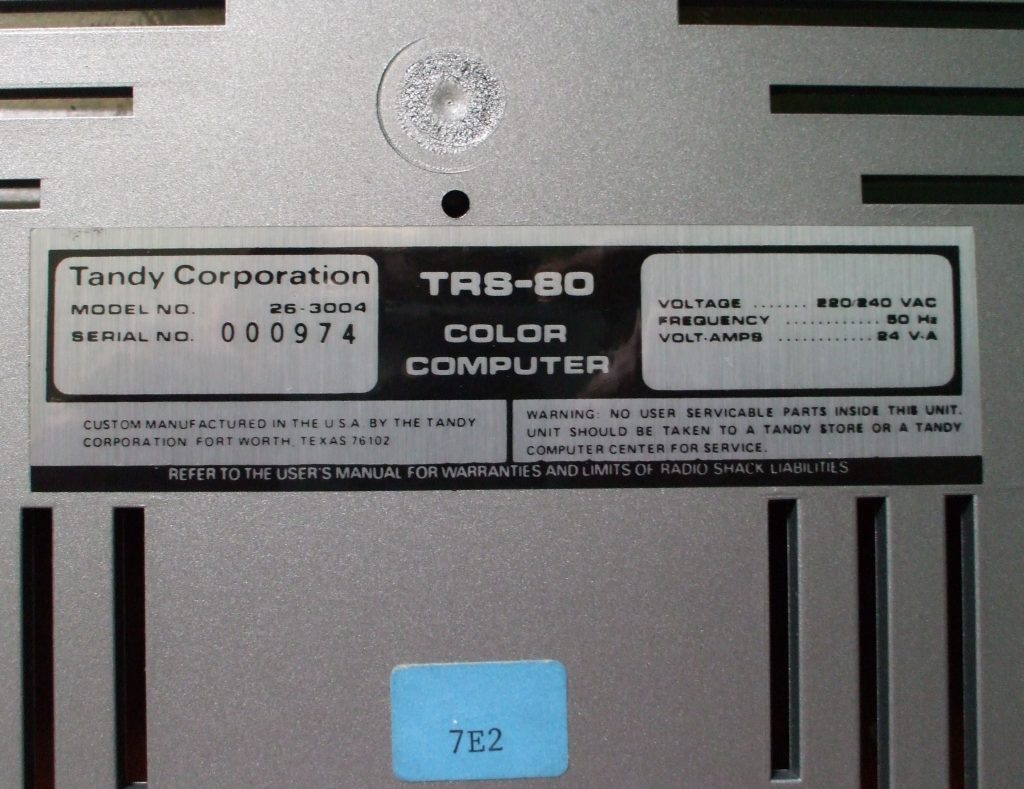 Tandy Corporation
MODEL NO. 26-3004
SERIAL NO. 000974
TRS-80
COLOR
COMPUTER
VOLTAGE ....... 220/240 VAC
FREQUENCY ............ 50 Hz
VOLT-AMPS ............ 24 V-A
CUSTOM MANUFACTURED IN THE U.S.A. BY THE TANDY
CORPORATION FORT WORTH, TEXAS 76102
WARNING: NO USER SERVICABLE PARTS INSIDE THIS UNIT.
UNIT SHOULD BE TAKEN TO A TANDY STORE OR A TANDY
COMPUTER CENTER FOR SERVICE.
REFER TO THE USER'S MANUAL FOR WARRANTIES AND LIMITS OF RADIO SHACK LIABILITIES
7E2